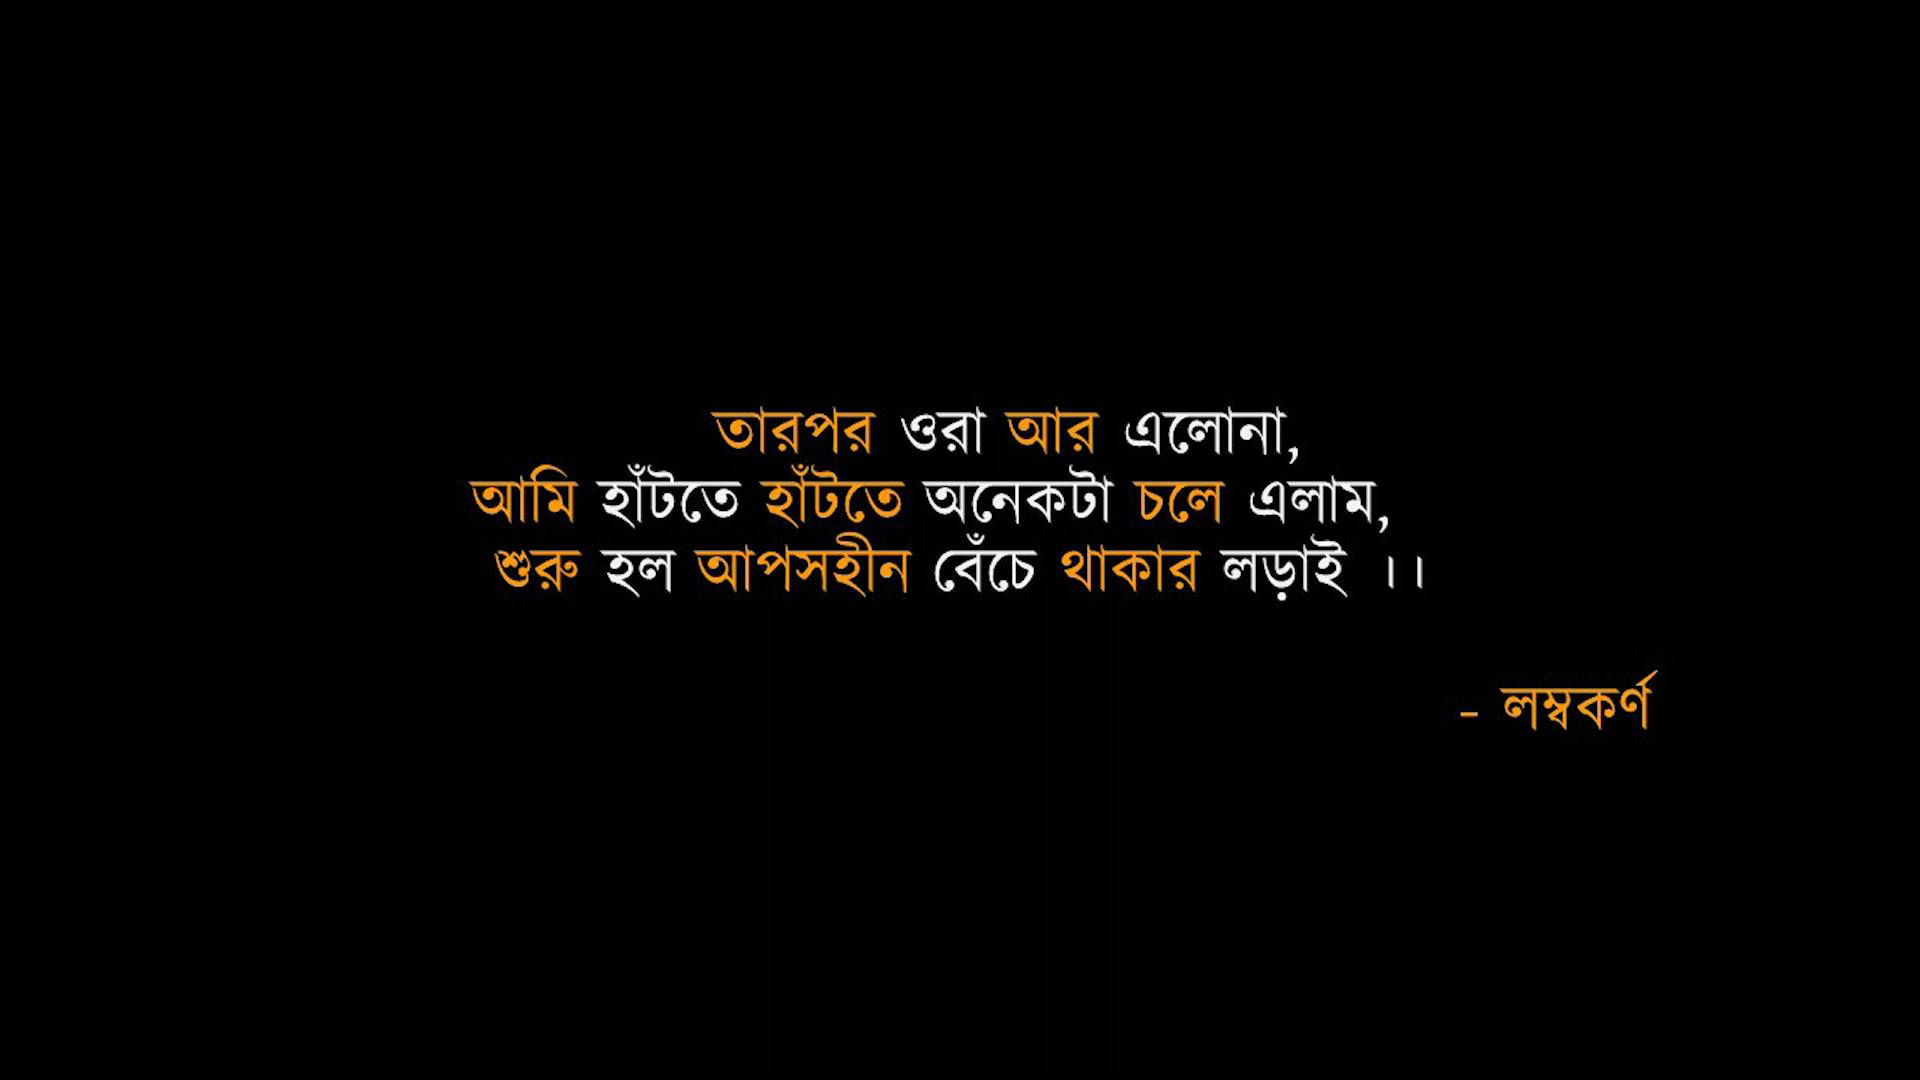 তারপর ওরা আর এলোনা,
আমি হাঁটতে হাঁটতে অনেকটা চলে এলাম,
শুরু হল আপসহীন বেঁচে থাকার লড়াই ।।
- লম্বকর্ণ